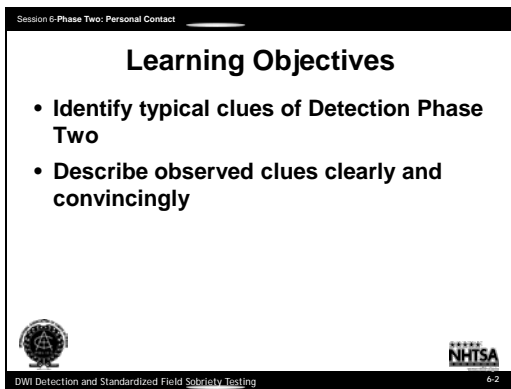 Session 6-Phase Two: Personal Contact
Learning Objectives
• Identify typical clues of Detection Phase
Two
• Describe observed clues clearly and
convincingly
NHTSA
DWI Detection and Standardized Field Sobriety Testing
6-2